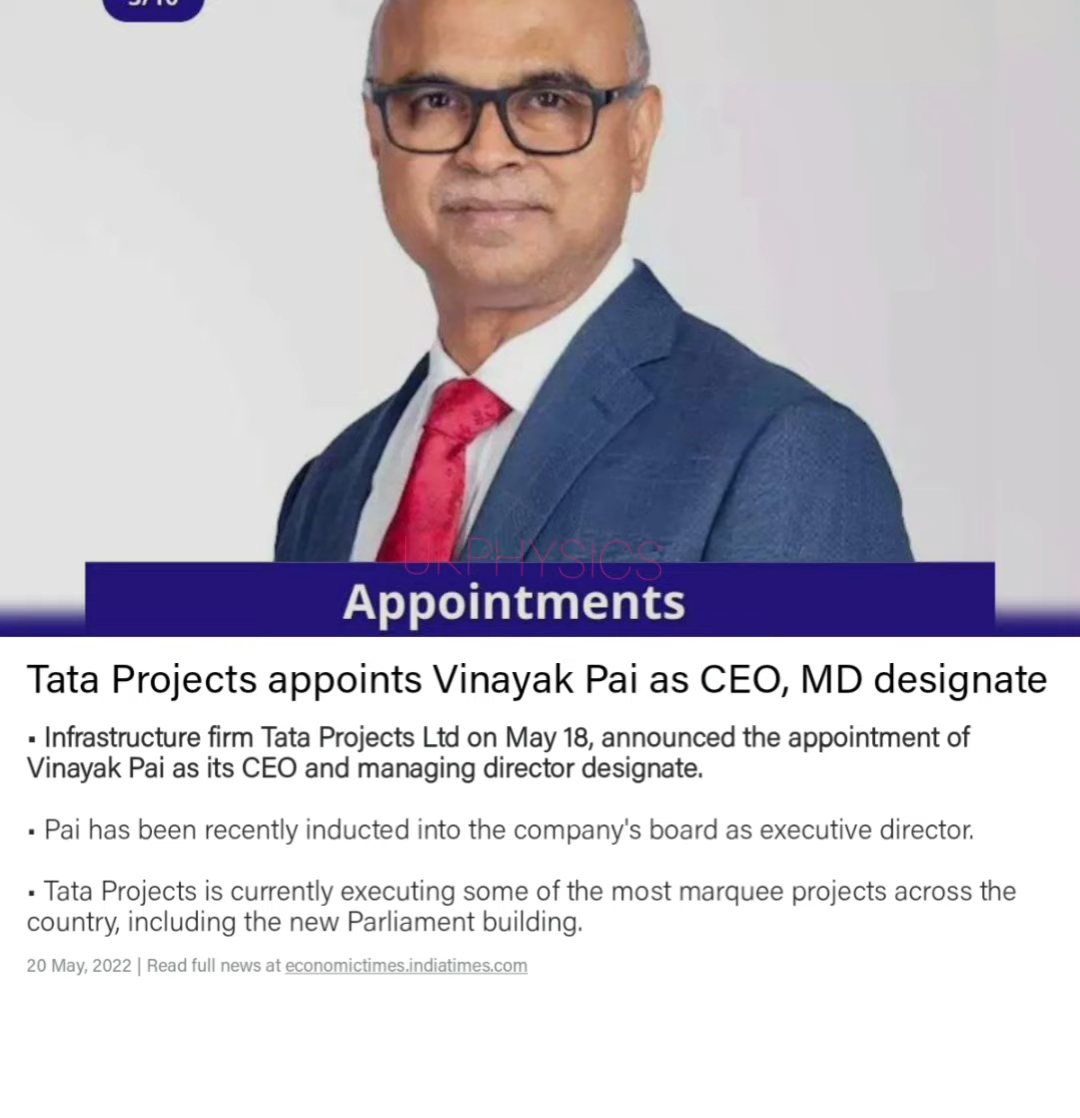 UKPHYSICS
Appointments
Tata Projects appoints Vinayak Pai as CEO, MD designate
▪ Infrastructure firm Tata Projects Ltd on May 18, announced the appointment of
Vinayak Pai as its CEO and managing director designate.
▪ Pai has been recently inducted into the company's board as executive director.
▪ Tata Projects is currently executing some of the most marquee projects across the
country, including the new Parliament building.
20 May, 2022 | Read full news at economictimes.indiatimes.com